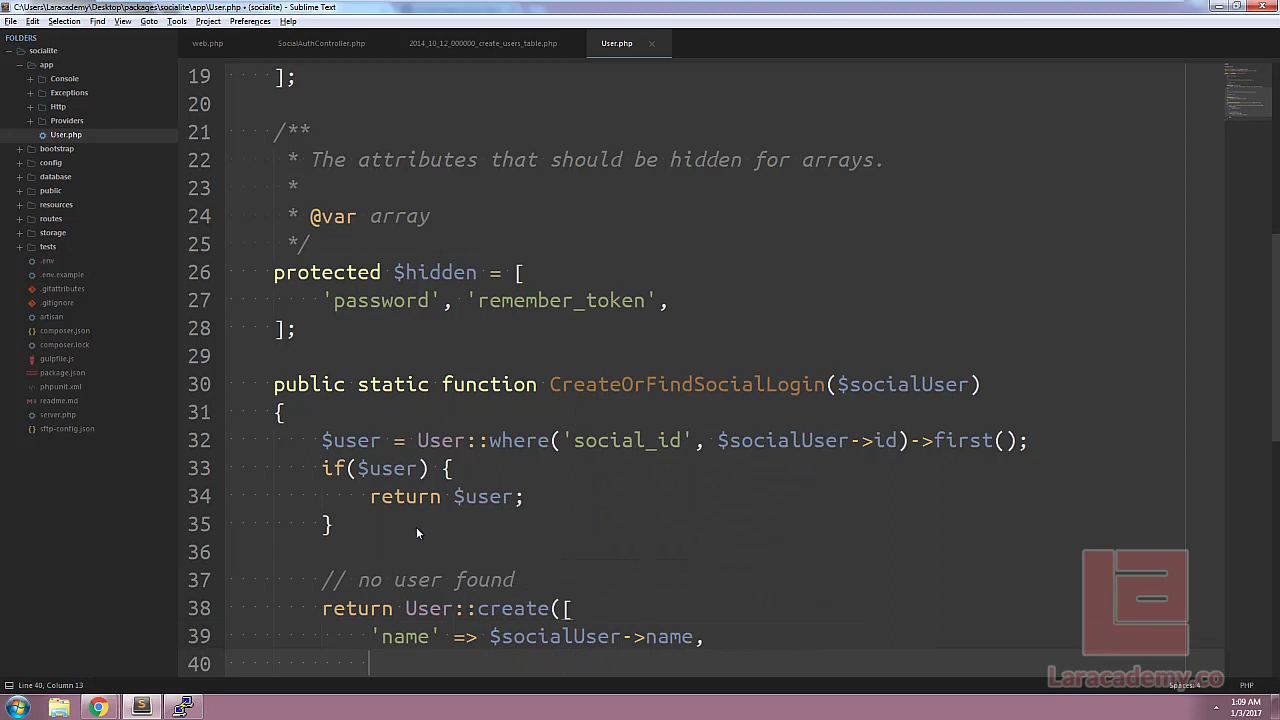 C:\Users\Laracademy\Desktop\packages\socialite\app\User.php • (socialite) - Sublime Text
File Edit Selection Find View Goto Tools Project Preferences Help
FOLDERS
socialite
app
Console
Exceptions
Http
Providers
User.php
bootstrap
config
database
public
resources
routes
storage
tests
.env
.env.example
.gitattributes
.gitignore
artisan
composer.json
composer.lock
gulpfile.js
package.json
phpunit.xml
readme.md
server.php
sftp-config.json
web.php SocialAuthController.php 2014_10_12_000000_create_users_table.php User.php
19 ];
20
21 /**
22 * The attributes that should be hidden for arrays.
23 *
24 * @var array
25 */
26 protected $hidden = [
27 'password', 'remember_token',
28 ];
29
30 public static function CreateOrFindSocialLogin($socialUser)
31 {
32 $user = User::where('social_id', $socialUser->id)->first();
33 if($user) {
34 return $user;
35 }
36
37 // no user found
38 return User::create([
39 'name' => $socialUser->name,
40
Laracademy.co
Line 40, Column 13 Spaces: 4 PHP
1:09 AM
1/3/2017